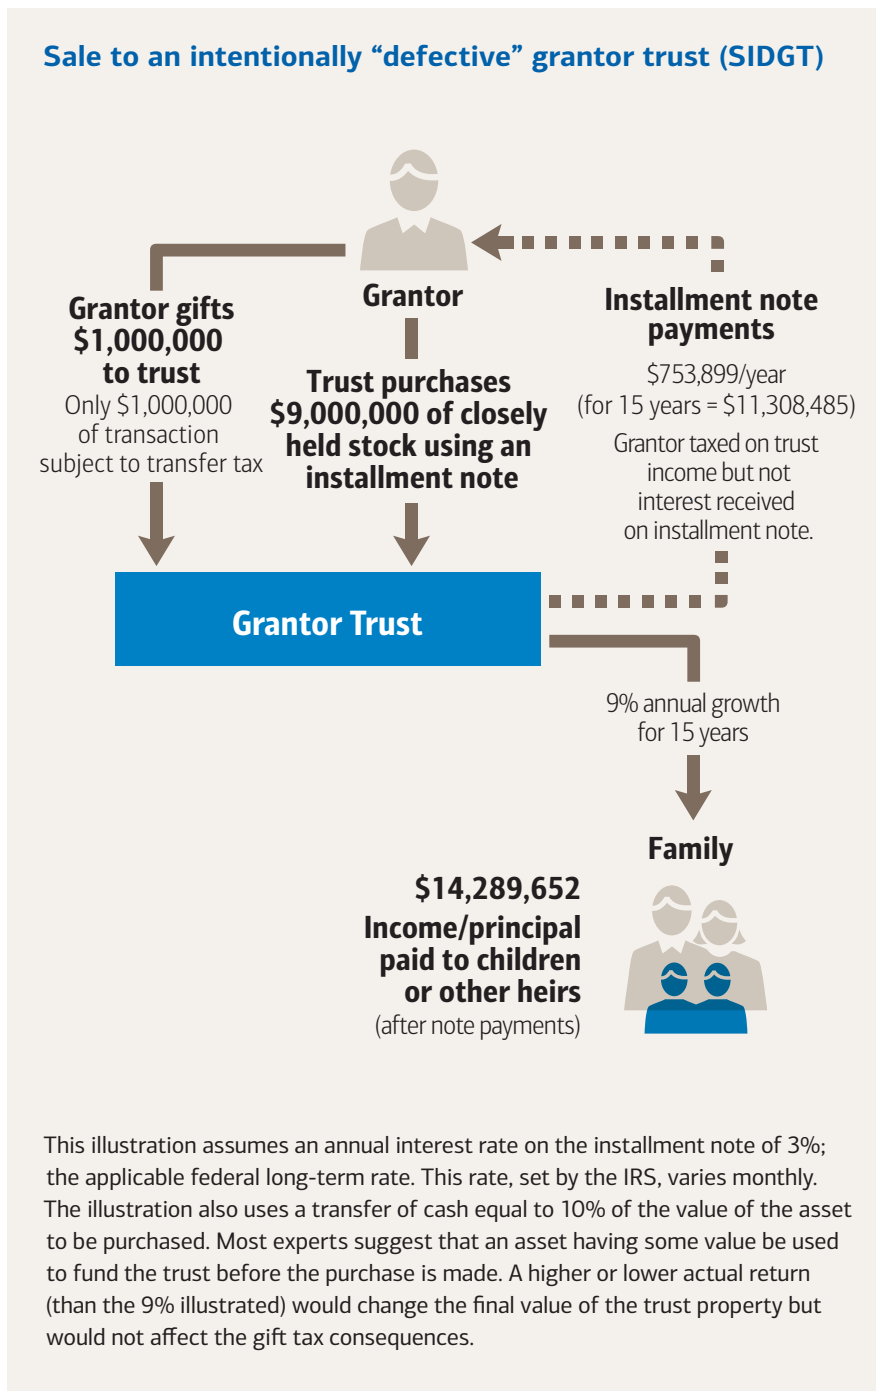 Sale to an intentionally “defective” grantor trust (SIDGT)
Grantor gifts
$1,000,000
to trust
Only $1,000,000
of transaction
subject to transfer tax
Grantor
Trust purchases
$9,000,000 of closely
held stock using an
installment note
Installment note
payments
$753,899/year
(for 15 years = $11,308,485)
Grantor taxed on trust
income but not
interest received
on installment note.
Grantor Trust
9% annual growth
for 15 years
Family
$14,289,652
Income/principal
paid to children
or other heirs
(after note payments)
This illustration assumes an annual interest rate on the installment note of 3%;
the applicable federal long-term rate. This rate, set by the IRS, varies monthly.
The illustration also uses a transfer of cash equal to 10% of the value of the asset
to be purchased. Most experts suggest that an asset having some value be used
to fund the trust before the purchase is made. A higher or lower actual return
(than the 9% illustrated) would change the final value of the trust property but
would not affect the gift tax consequences.